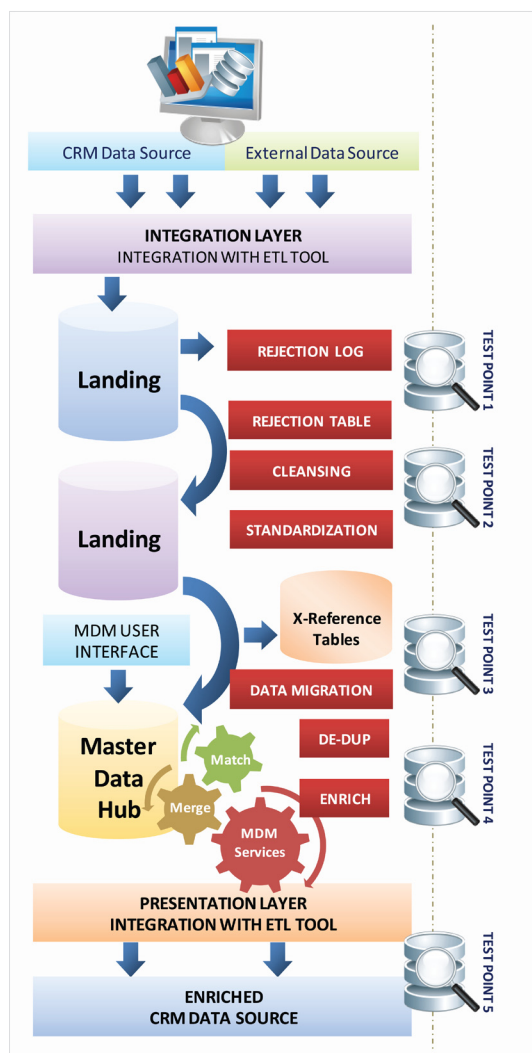 CRM Data Source
External Data Source
INTEGRATION LAYER
INTEGRATION WITH ETL TOOL
Landing
REJECTION LOG
TEST POINT 1
REJECTION TABLE
CLEANSING
TEST POINT 2
Landing
STANDARDIZATION
X-Reference
Tables
MDM USER
INTERFACE
TEST POINT 3
DATA MIGRATION
Master
Data
Hub
DE-DUP
Match
TEST POINT 4
ENRICH
Merge
MDM
Services
PRESENTATION LAYER
INTEGRATION WITH ETL TOOL
TEST POINT 5
ENRICHED
CRM DATA SOURCE